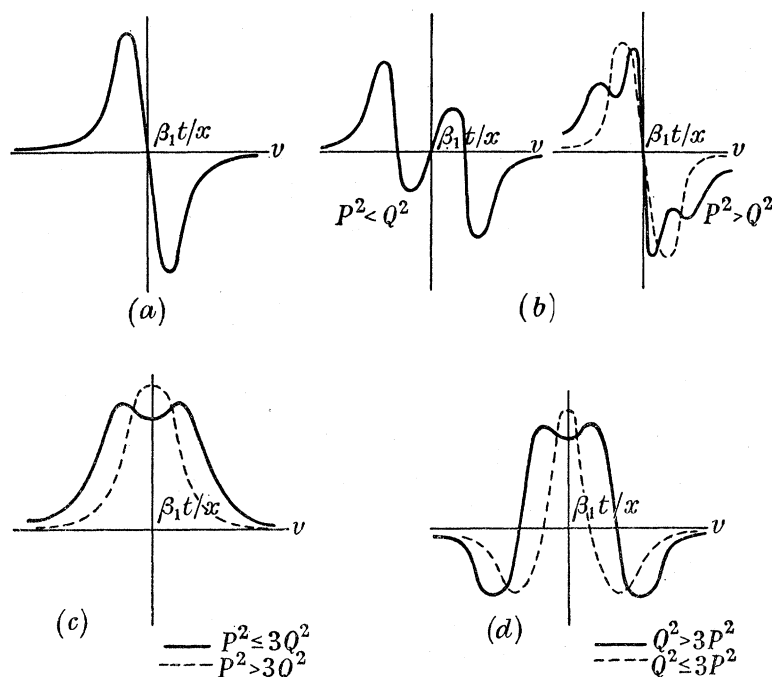 β₁t/x v
(a)
β₁t/x v
P² < Q²
β₁t/x
P² > Q²
(b)
β₁t/x v
(c)
P² ≤ 3Q²
P² > 3Q²
β₁t/x v
(d)
Q² > 3P²
Q² ≤ 3P²